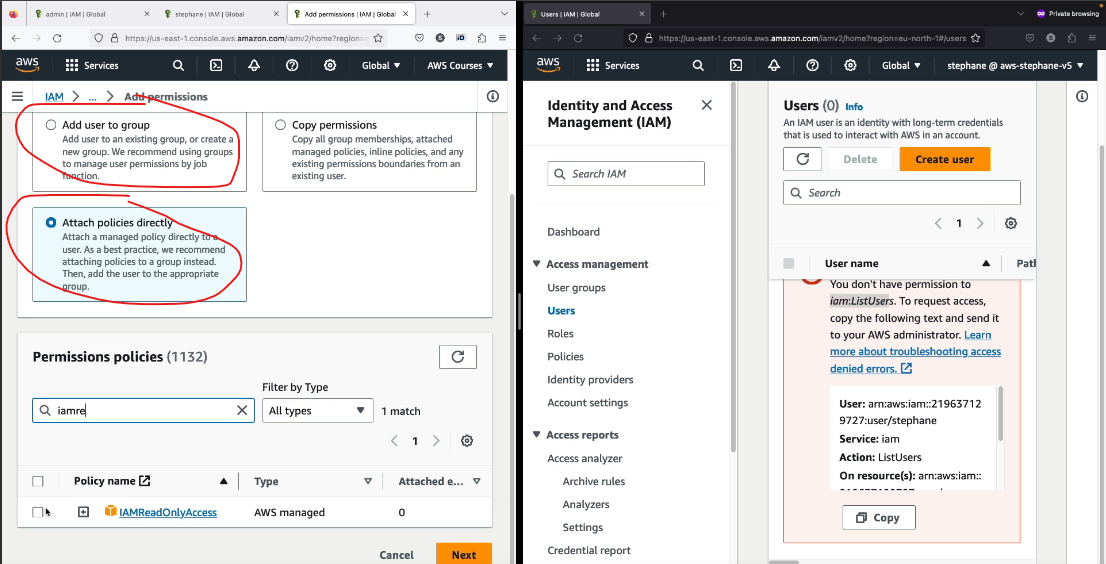 admin | IAM | Global
stephane | IAM | Global
Add permissions | IAM | Global
https://us-east-1.console.aws.amazon.com/iamv2/home?region=
aws
Services
Global
AWS Courses
IAM
...
Add permissions
Add user to group
Add user to an existing group, or create a
new group. We recommend using groups
to manage user permissions by job
function.
Copy permissions
Copy all group memberships, attached
managed policies, inline policies, and any
existing permissions boundaries from an
existing user.
Attach policies directly
Attach a managed policy directly to a
user. As a best practice, we recommend
attaching policies to a group instead.
Then, add the user to the appropriate
group.
Permissions policies (1132)
Filter by Type
iamre
All types
1 match
1
Policy name
Type
Attached e...
IAMReadOnlyAccess
AWS managed
0
Cancel
Next
Users | IAM | Global
Private browsing
https://us-east-1.console.aws.amazon.com/iamv2/home?region=eu-north-1#/users
aws
Services
Global
stephane @ aws-stephane-v5
Identity and Access
Management (IAM)
Search IAM
Dashboard
Access management
User groups
Users
Roles
Policies
Identity providers
Account settings
Access reports
Access analyzer
Archive rules
Analyzers
Settings
Credential report
Users (0) Info
An IAM user is an identity with long-term credentials
that is used to interact with AWS in an account.
Delete
Create user
Search
1
User name
Path
You don't have permission to
iam:ListUsers. To request access,
copy the following text and send it
to your AWS administrator. Learn
more about troubleshooting access
denied errors.
User: arn:aws:iam::21963712
9727:user/stephane
Service: iam
Action: ListUsers
On resource(s): arn:aws:iam::
Copy